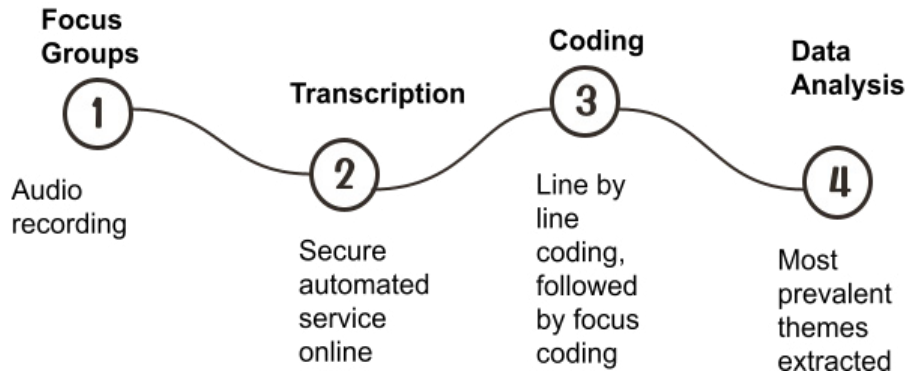 Focus
Groups
1
Audio
recording
Transcription
2
Secure
automated
service
online
Coding
3
Line by
line
coding,
followed
by focus
coding
Data
Analysis
4
Most
prevalent
themes
extracted